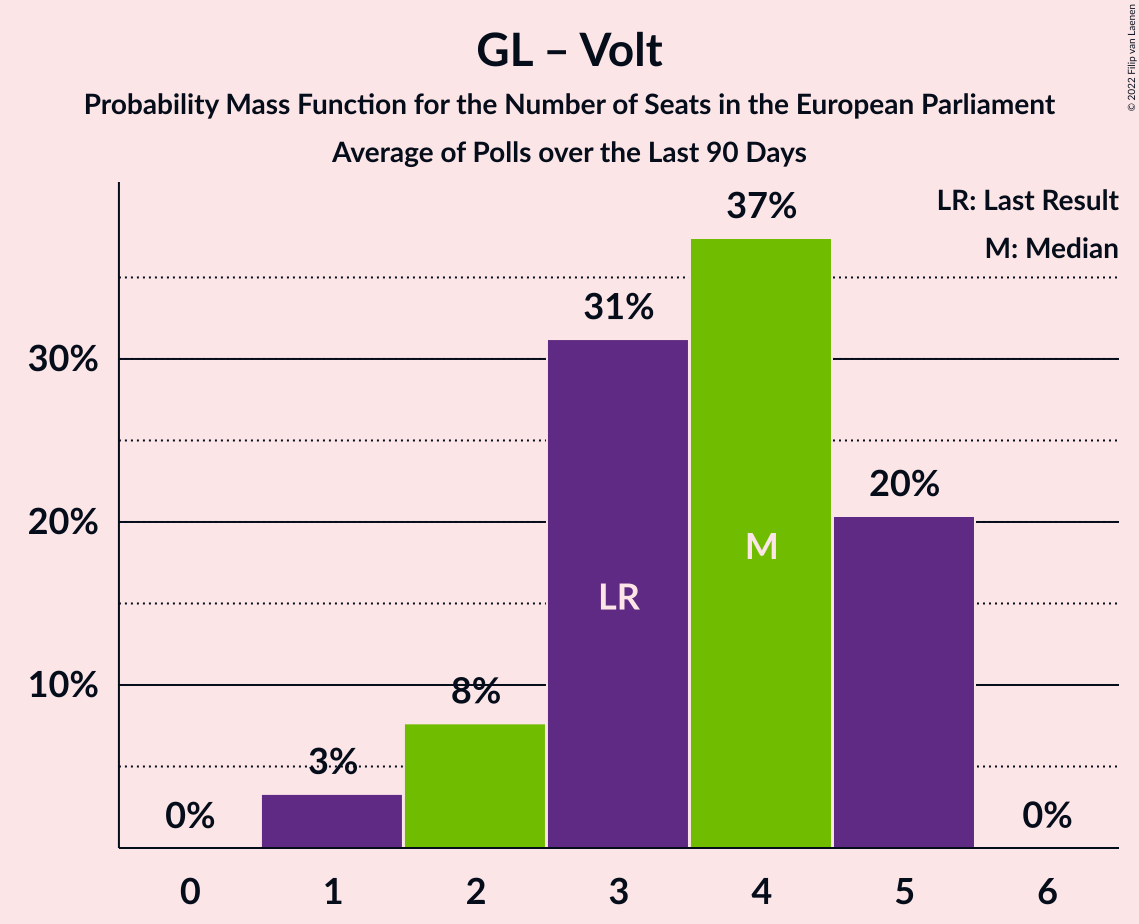 GL – Volt
Probability Mass Function for the Number of Seats in the European Parliament
Average of Polls over the Last 90 Days
© 2022 Filip van Laenen
LR: Last Result
M: Median
37%
31%
30%
20%
20%
M
LR
10%
8%
3%
0%
0%
0 1 2 3 4 5 6